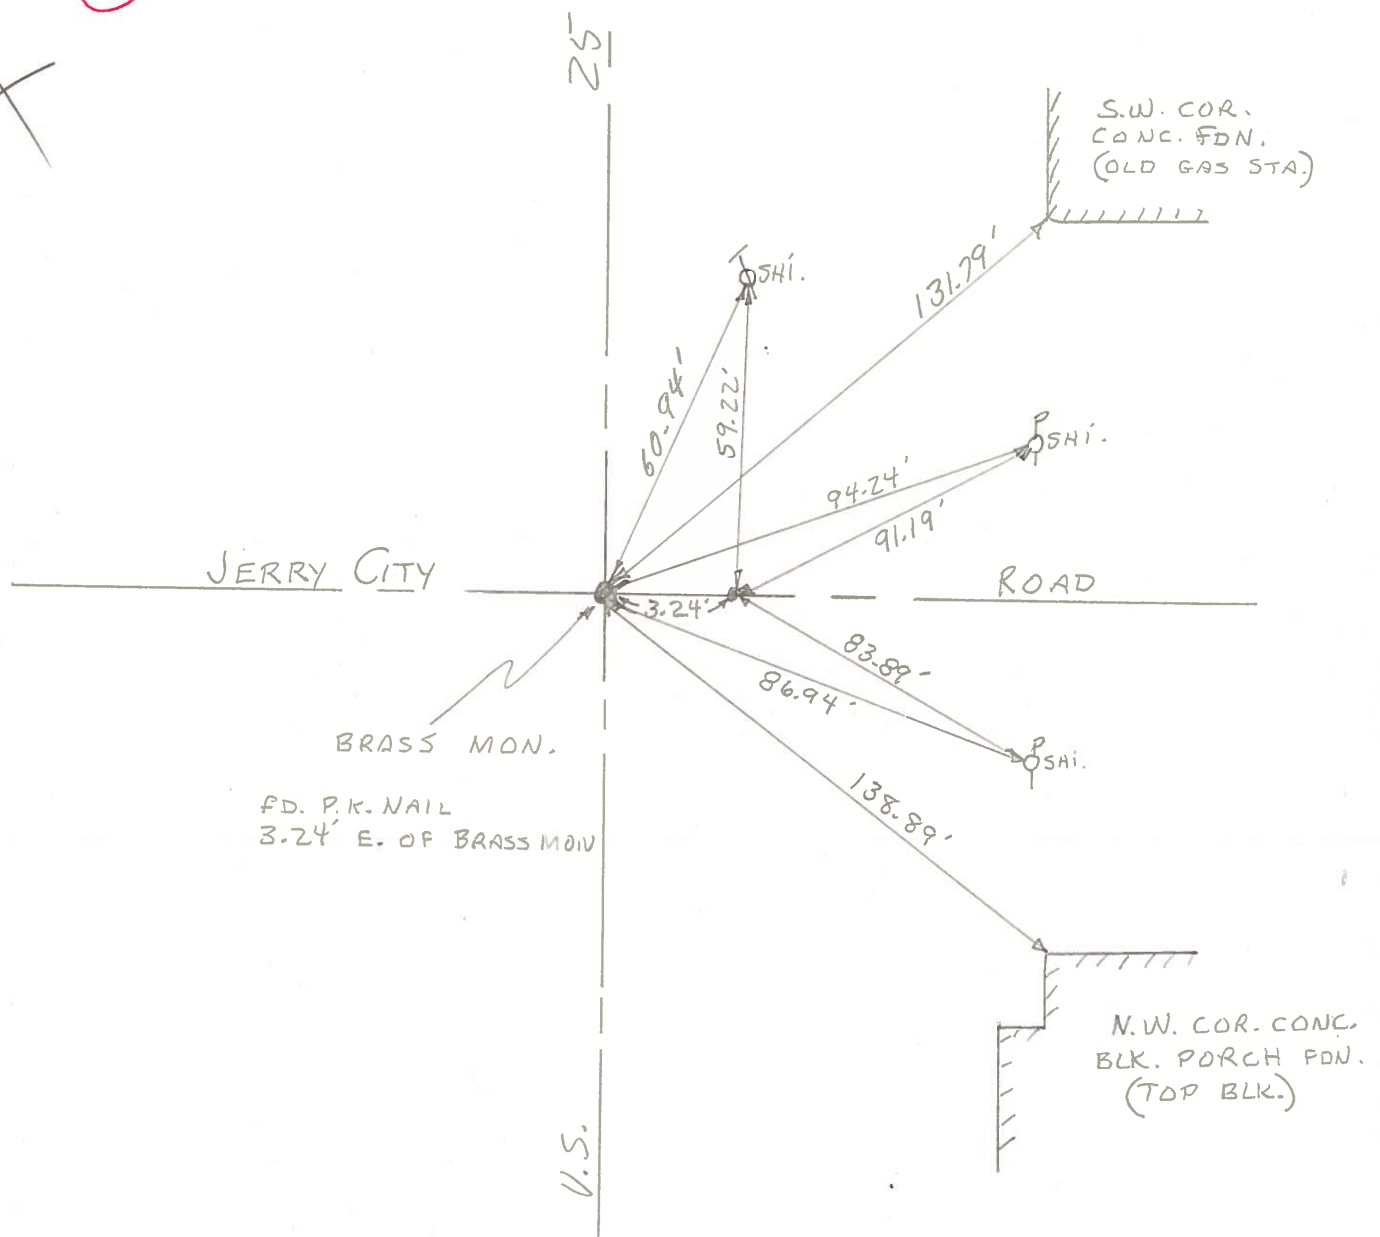 25
S.W. COR.
CONC. FDN.
(OLD GAS STA.)
T
SHI.
131.79'
60.94'
59.22'
P
SHI.
94.24'
91.19'
JERRY CITY
ROAD
3.24'
83.89'
86.94'
BRASS MON.
P
SHI.
FD. P.K. NAIL
3.24' E. OF BRASS MON
138.89'
N.W. COR. CONC.
BLK. PORCH FDN.
(TOP BLK.)
U.S.